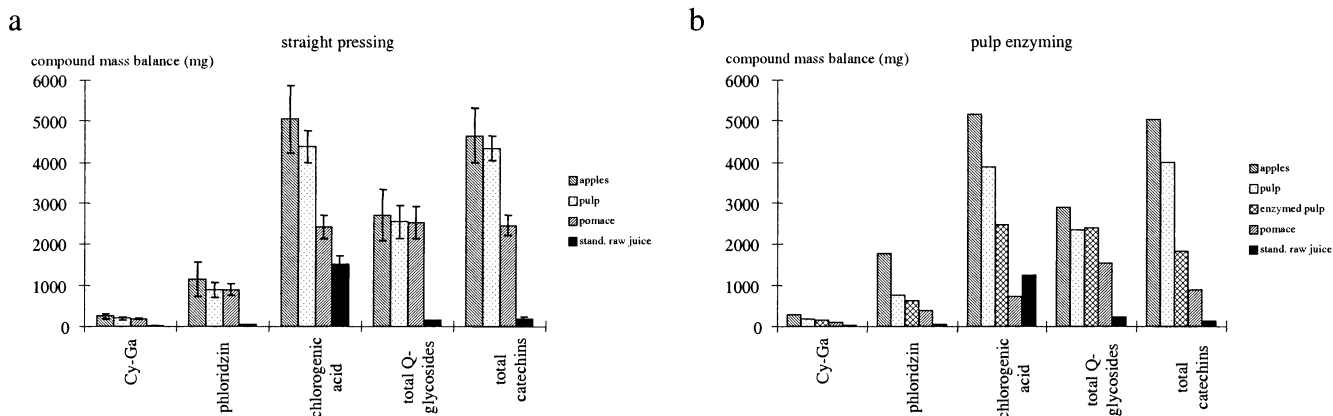 a
straight pressing
compound mass balance (mg)
6000
5000
4000
3000
2000
1000
0
Cy-Ga
phloridzin
chlorogenic
acid
total Q-
glycosides
total
catechins
apples
pulp
pomace
stand. raw juice
b
pulp enzyming
compound mass balance (mg)
6000
5000
4000
3000
2000
1000
0
Cy-Ga
phloridzin
chlorogenic
acid
total Q-
glycosides
total
catechins
apples
pulp
enzymed pulp
pomace
stand. raw juice